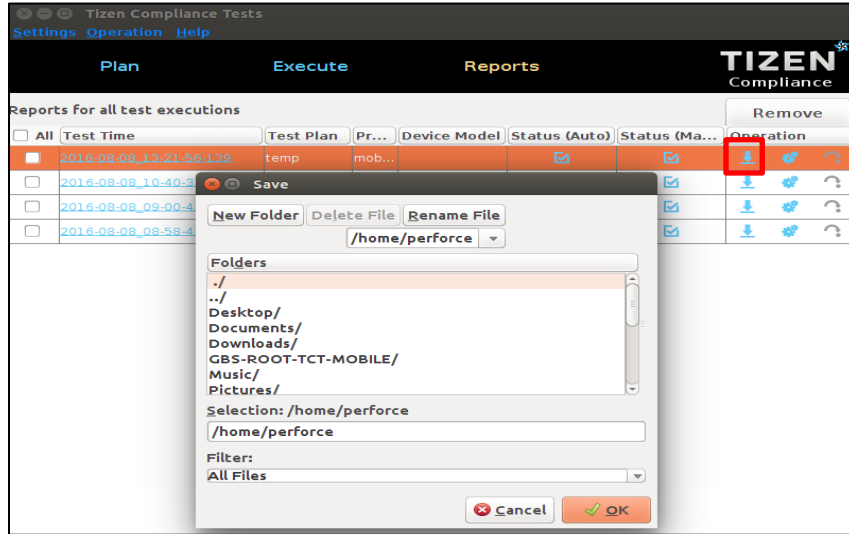 Tizen Compliance Tests
Settings Operation Help
Plan Execute Reports TIZEN
Compliance
Reports for all test executions Remove
All Test Time Test Plan Pr... Device Model Status (Auto) Status (Ma... Operation
2016-08-08_13-21-56-139 temp mob...
2016-08-08_10-40-3
2016-08-08_09-00-4
2016-08-08_08-58-4
Save
New Folder Delete File Rename File
/home/perforce
Folders
./
../
Desktop/
Documents/
Downloads/
GBS-ROOT-TCT-MOBILE/
Music/
Pictures/
Selection: /home/perforce
/home/perforce
Filter:
All Files
Cancel OK